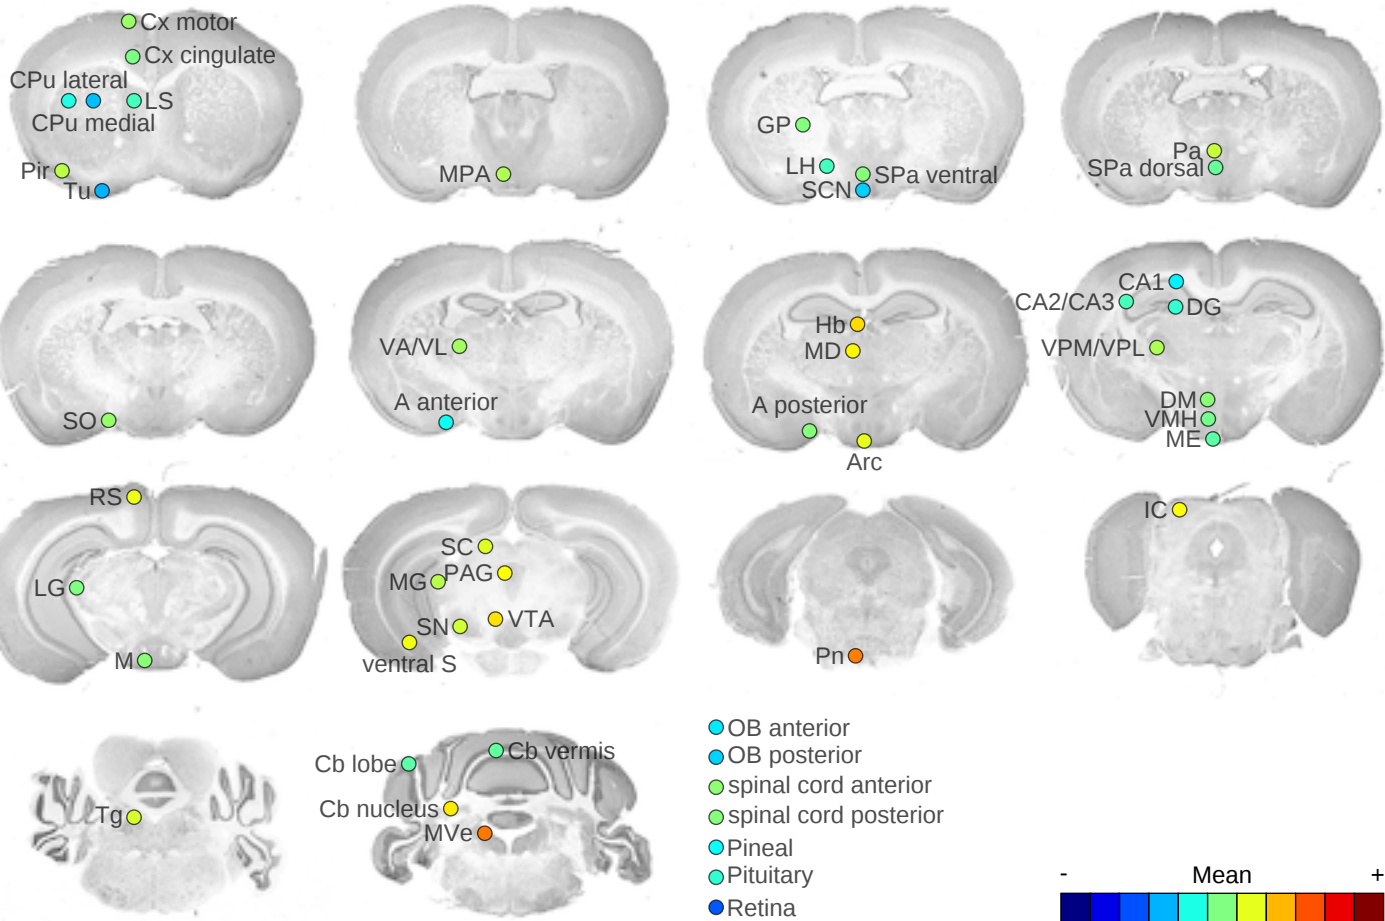 Cx motor
Cx cingulate
CPu lateral
LS
CPu medial
Pir
Tu
MPA
GP
LH
SPa ventral
SCN
Pa
SPa dorsal
SO
VA/VL
A anterior
Hb
MD
A posterior
Arc
CA1
CA2/CA3
DG
VPM/VPL
DM
VMH
ME
RS
LG
M
SC
PAG
MG
VTA
SN
ventral S
Pn
IC
Tg
Cb lobe
Cb vermis
Cb nucleus
MVe
OB anterior
OB posterior
spinal cord anterior
spinal cord posterior
Pineal
Pituitary
Retina
- Mean +